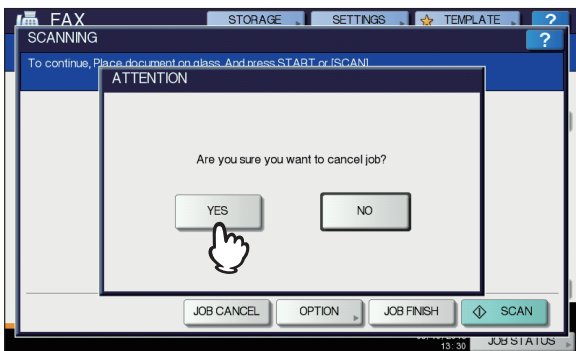 FAX STORAGE SETTINGS TEMPLATE ?
SCANNING ?
To continue, Place document on glass. And press START or [SCAN]
ATTENTION
Are you sure you want to cancel job?
YES NO
JOB CANCEL OPTION JOB FINISH SCAN
13:30 JOB STATUS